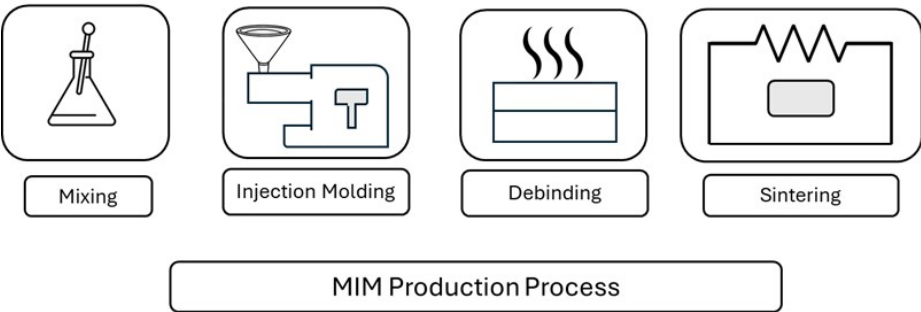 Mixing
Injection Molding
Debinding
Sintering
MIM Production Process